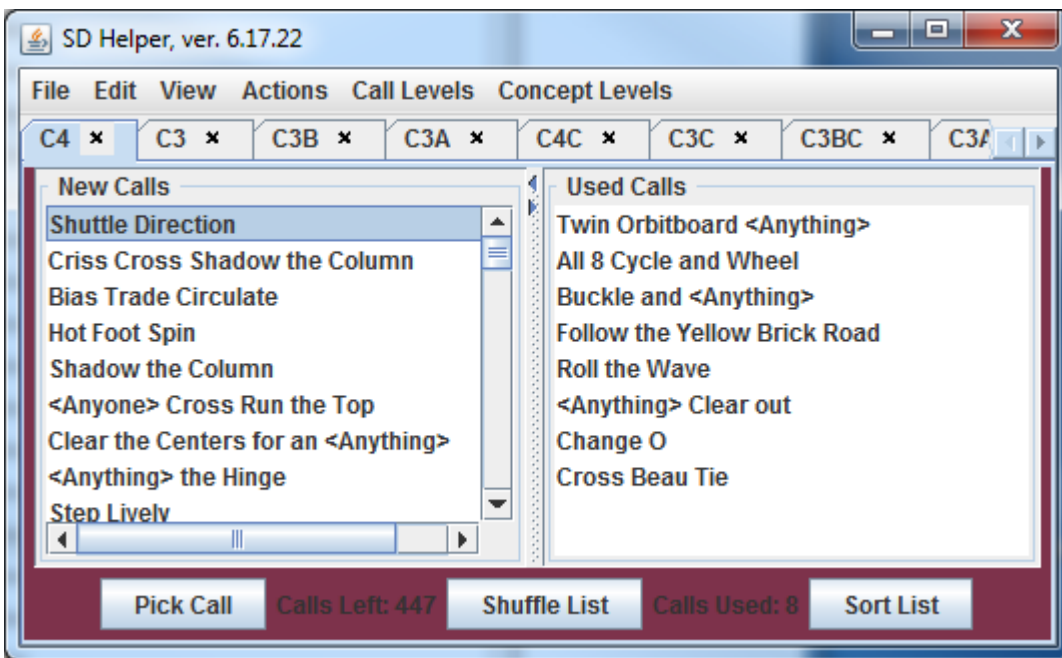 SD Helper, ver. 6.17.22
File Edit View Actions Call Levels Concept Levels
C4 C3 C3B C3A C4C C3C C3BC
New Calls
Shuttle Direction
Criss Cross Shadow the Column
Bias Trade Circulate
Hot Foot Spin
Shadow the Column
<Anyone> Cross Run the Top
Clear the Centers for an <Anything>
<Anything> the Hinge
Step Lively
Used Calls
Twin Orbitboard <Anything>
All 8 Cycle and Wheel
Buckle and <Anything>
Follow the Yellow Brick Road
Roll the Wave
<Anything> Clear out
Change O
Cross Beau Tie
Pick Call Calls Left: 447 Shuffle List Calls Used: 8 Sort List